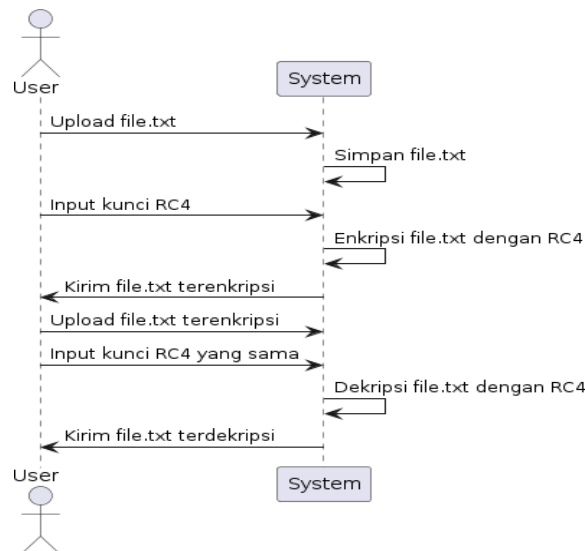 User
System
Upload file.txt
Simpan file.txt
Input kunci RC4
Enkripsi file.txt dengan RC4
Kirim file.txt terenkripsi
Upload file.txt terenkripsi
Input kunci RC4 yang sama
Dekripsi file.txt dengan RC4
Kirim file.txt terdekripsi
User
System